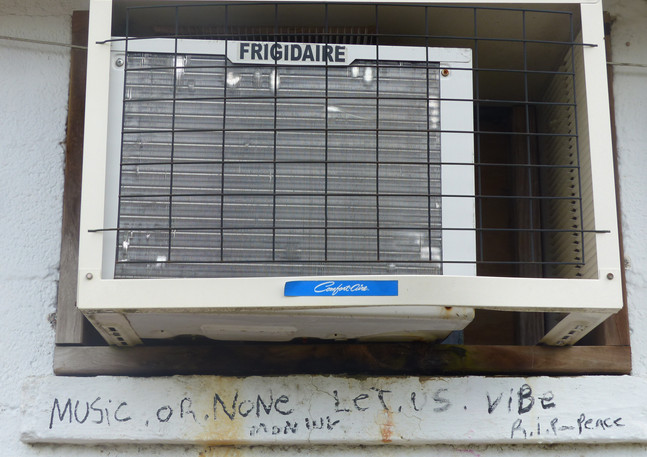 FRIGIDAIRE
Comfort-Aire
MUSIC. OR. NONE LET. US. ViBE
R.I.P - PeACe